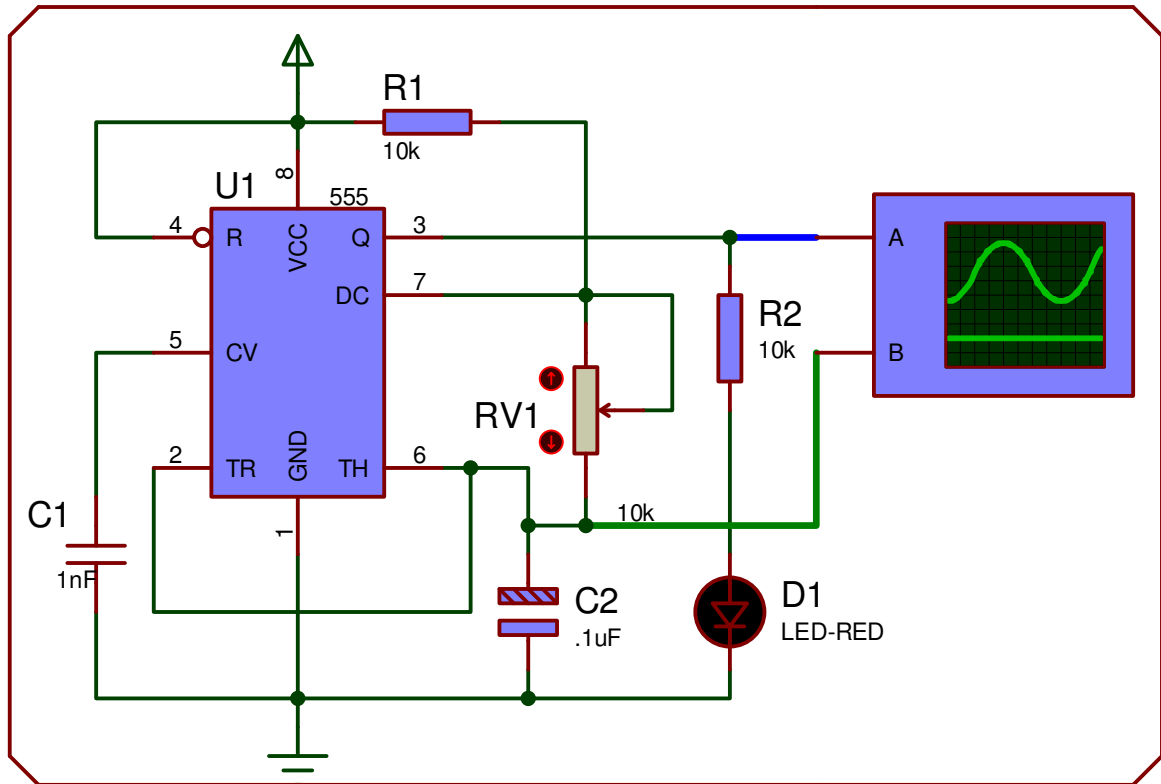 R1
10k
U1
555
8
4
R
VCC
Q
3
A
DC
7
R2
10k
5
CV
B
RV1
2
TR
GND
TH
6
10k
C1
1nF
1
C2
.1uF
D1
LED-RED